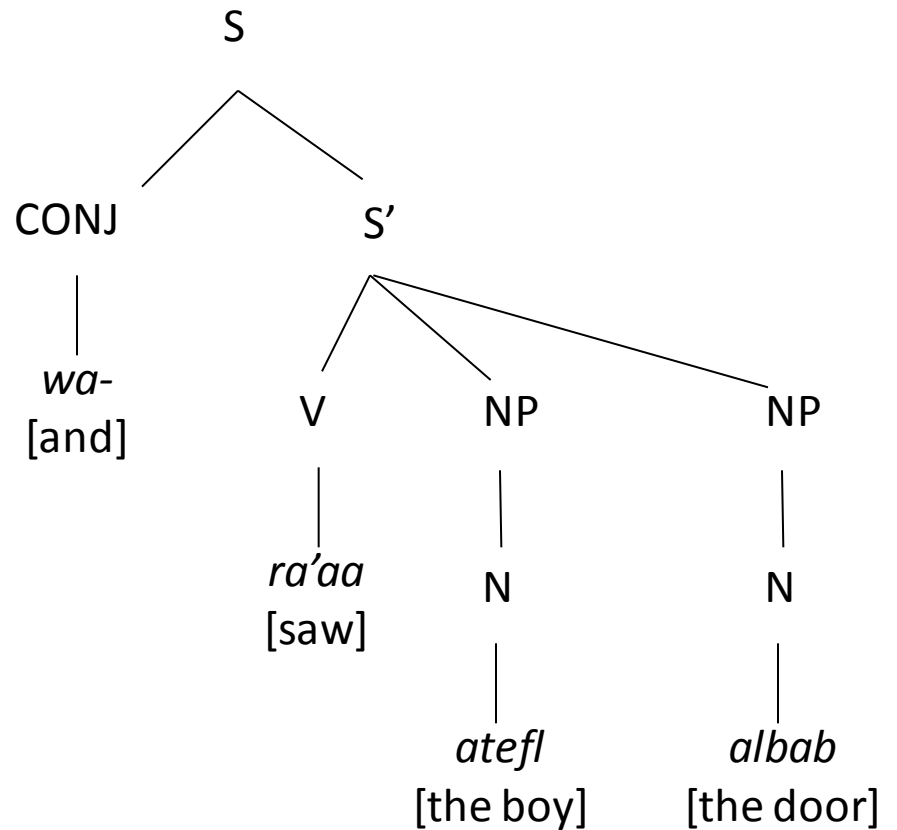 S
CONJ S’
wa-
[and]
V NP NP
ra’aa N N
[saw]
atefl albab
[the boy] [the door]